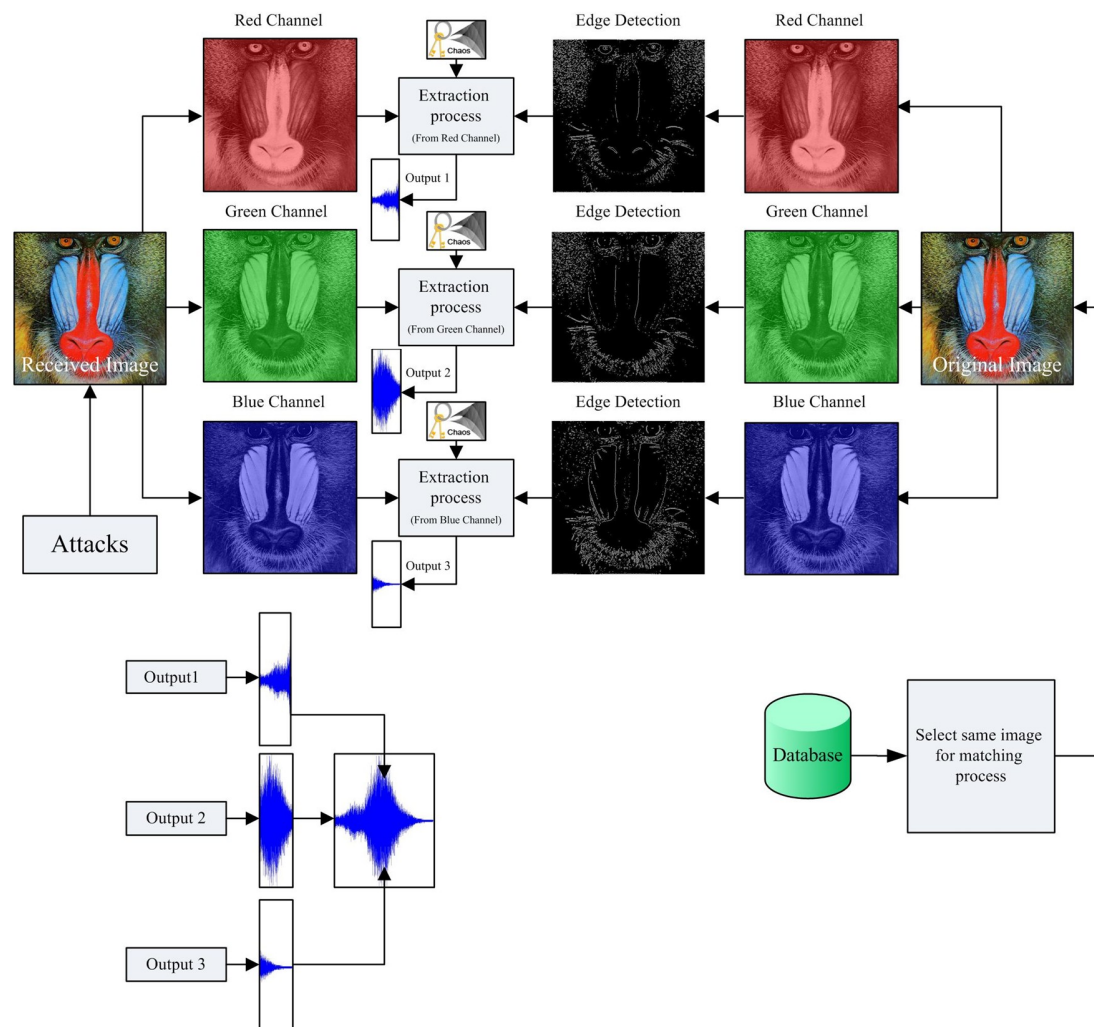 Red Channel
Edge Detection
Red Channel
Chaos
Extraction
process
(From Red Channel)
Output 1
Green Channel
Edge Detection
Green Channel
Chaos
Extraction
process
(From Green Channel)
Received Image
Original Image
Output 2
Blue Channel
Edge Detection
Blue Channel
Chaos
Extraction
process
(From Blue Channel)
Attacks
Output 3
Output1
Output 2
Output 3
Database
Select same image
for matching
process